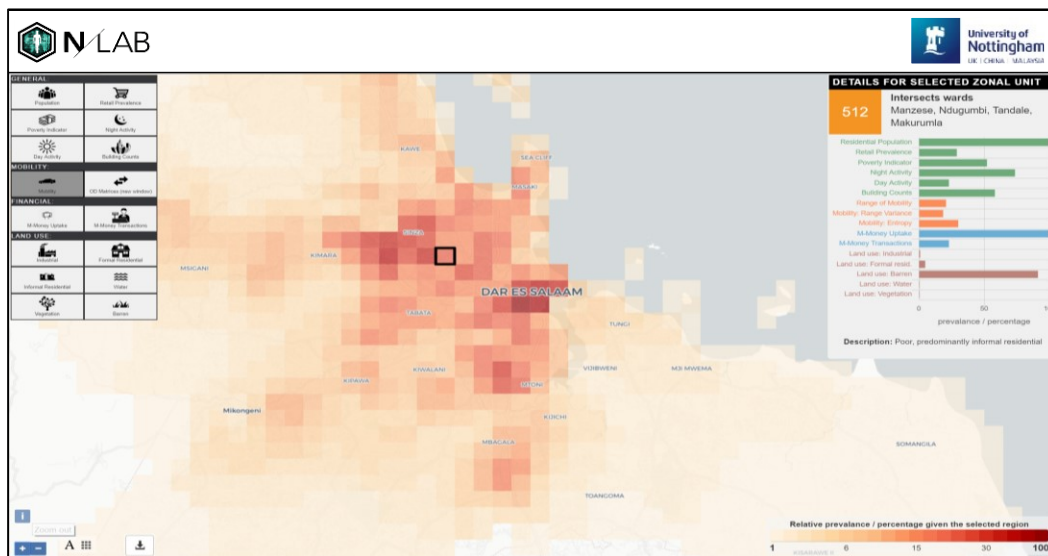 N/LAB
University of
Nottingham
UK | CHINA | MALAYSIA
GENERAL:
Population
Retail Prevalence
Poverty Indicator
Night Activity
Day Activity
Building Counts
MOBILITY:
Mobility
OD Matrices (new window)
FINANCIAL:
M-Money Uptake
M-Money Transactions
LAND USE:
Industrial
Formal Residential
Informal Residential
Water
Vegetation
Barren
KAWE
SEA CLIFF
MASAKI
SINZA
KIMARA
MSIGANI
DAR ES SALAAM
TABATA
TUNGI
KIPAWA
KIWALANI
MTONI
VIJIBWENI
MJI MWEMA
Mikongeni
KIJICHI
MBAGALA
SOMANGILA
TOANGOMA
DETAILS FOR SELECTED ZONAL UNIT
512
Intersects wards
Manzese, Ndugumbi, Tandale,
Makurumla
Residential Population
Retail Prevalence
Poverty Indicator
Night Activity
Day Activity
Building Counts
Range of Mobility
Mobility: Range Variance
Mobility: Entropy
M-Money Uptake
M-Money Transactions
Land use: Industrial
Land use: Formal resid.
Land use: Barren
Land use: Water
Land use: Vegetation
0 50
prevalance / percentage
Description: Poor, predominantly informal residential
i
Zoom out
+ − A
Relative prevalence / percentage given the selected region
1 6 15 30 100